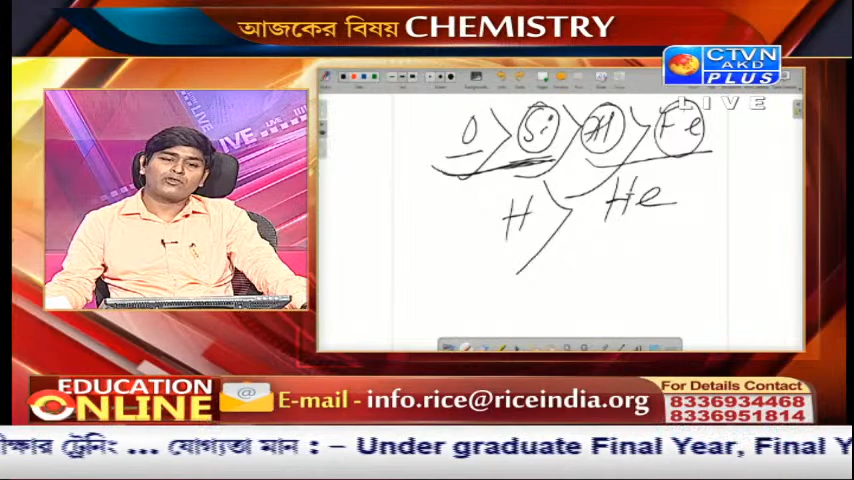 আজকের বিষয় CHEMISTRY
CTVN
AKD
PLUS
LIVE
O > Si > Al > Fe
H > He
EDUCATION
ONLINE
@ E-mail - info.rice@riceindia.org
For Details Contact
8336934468
8336951814
ট্রেনিং ... যোগ্যতা মান : – Under graduate Final Year, Final Y